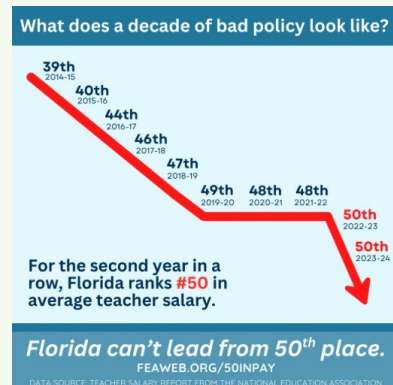 What does a decade of bad policy look like?
39th
2014-15
40th
2015-16
44th
2016-17
46th
2017-18
47th
2018-19
49th
2019-20
48th
2020-21
48th
2021-22
50th
2022-23
50th
2023-24
For the second year in a
row, Florida ranks #50 in
average teacher salary.
Florida can't lead from 50th place.
FEAWEB.ORG/50INPAY
DATA SOURCE: TEACHER SALARY REPORT FROM THE NATIONAL EDUCATION ASSOCIATION